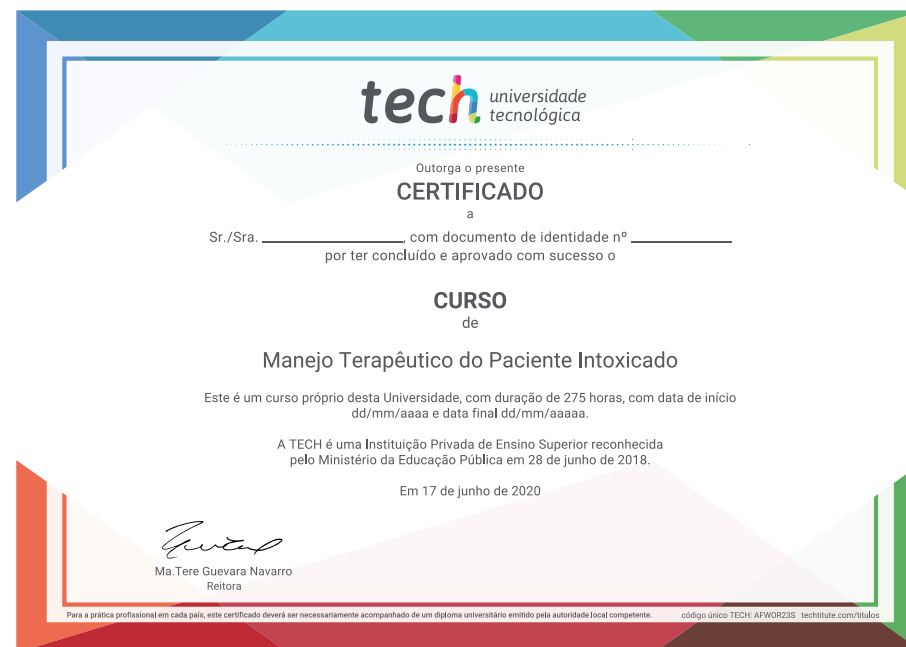 tech universidade
tecnológica
Outorga o presente
CERTIFICADO
a
Sr./Sra. ____________, com documento de identidade nº ____________
por ter concluído e aprovado com sucesso o
CURSO
de
Manejo Terapêutico do Paciente Intoxicado
Este é um curso próprio desta Universidade, com duração de 275 horas, com data de início
dd/mm/aaaa e data final dd/mm/aaaaa.
A TECH é uma Instituição Privada de Ensino Superior reconhecida
pelo Ministério da Educação Pública em 28 de junho de 2018.
Em 17 de junho de 2020
Ma.Tere Guevara Navarro
Reitora
Para a prática profissional em cada país, este certificado deverá ser necessariamente acompanhado de um diploma universitário emitido pela autoridade local competente. código único TECH: AFWOR23S techtitute.com/titulos